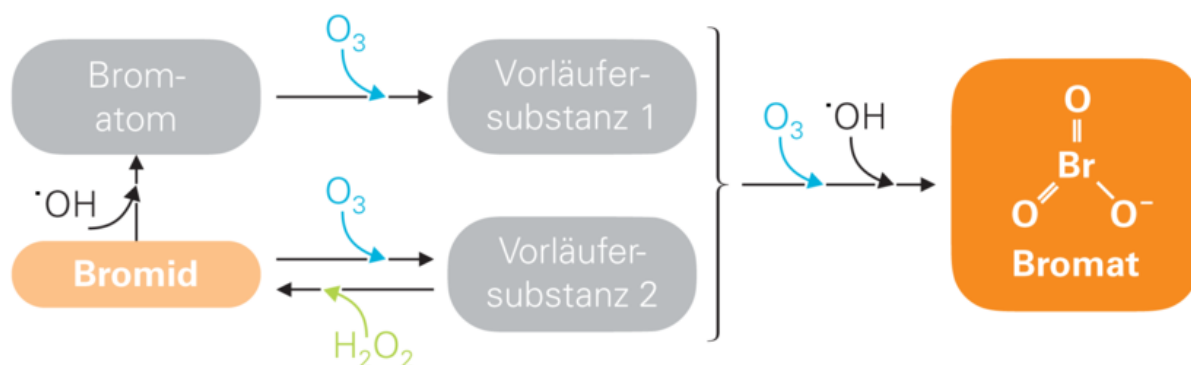 O₃
Brom-
atom
Vorläufer-
substanz 1
·OH
O₃
Bromid
Vorläufer-
substanz 2
H₂O₂
O₃
·OH
O
Br
O
O⁻
Bromat